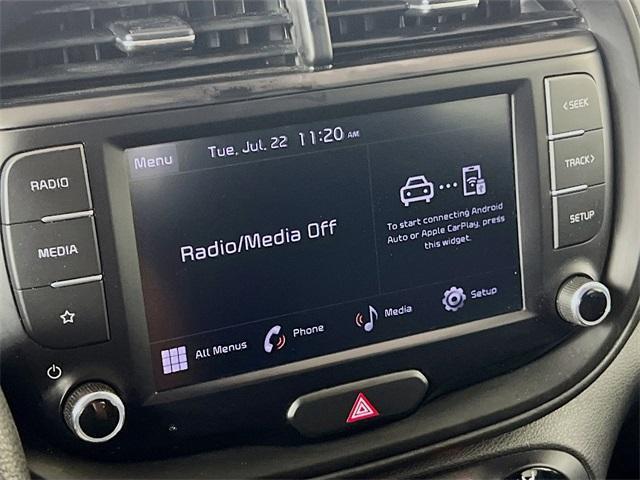 Menu
Tue, Jul. 22 11:20 AM
Radio/Media Off
To start connecting Android
Auto or Apple CarPlay, press
this widget.
All Menus
Phone
Media
Setup
RADIO
MEDIA
< SEEK
TRACK >
SETUP